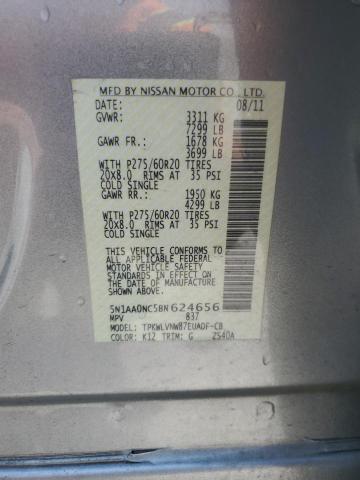 MFD BY NISSAN MOTOR CO., LTD.
DATE: 08/11
GVWR: 3311 KG
7299 LB
GAWR FR: 1678 KG
3699 LB
WITH P275/60R20 TIRES
20X8.0 RIMS AT 35 PSI
COLD SINGLE
GAWR RR: 1950 KG
4299 LB
WITH P275/60R20 TIRES
20X8.0 RIMS AT 35 PSI
COLD SINGLE
THIS VEHICLE CONFORMS
TO ALL APPLICABLE FEDERAL
MOTOR VEHICLE SAFETY
STANDARDS IN EFFECT ON
THE DATE OF MANUFACTURE
SHOWN ABOVE.
5N1AA0NC5BN624656
MPV 837
MODEL: TPKWLVNW87EUADF-CB
COLOR: K12 TRIM: G 2S40A